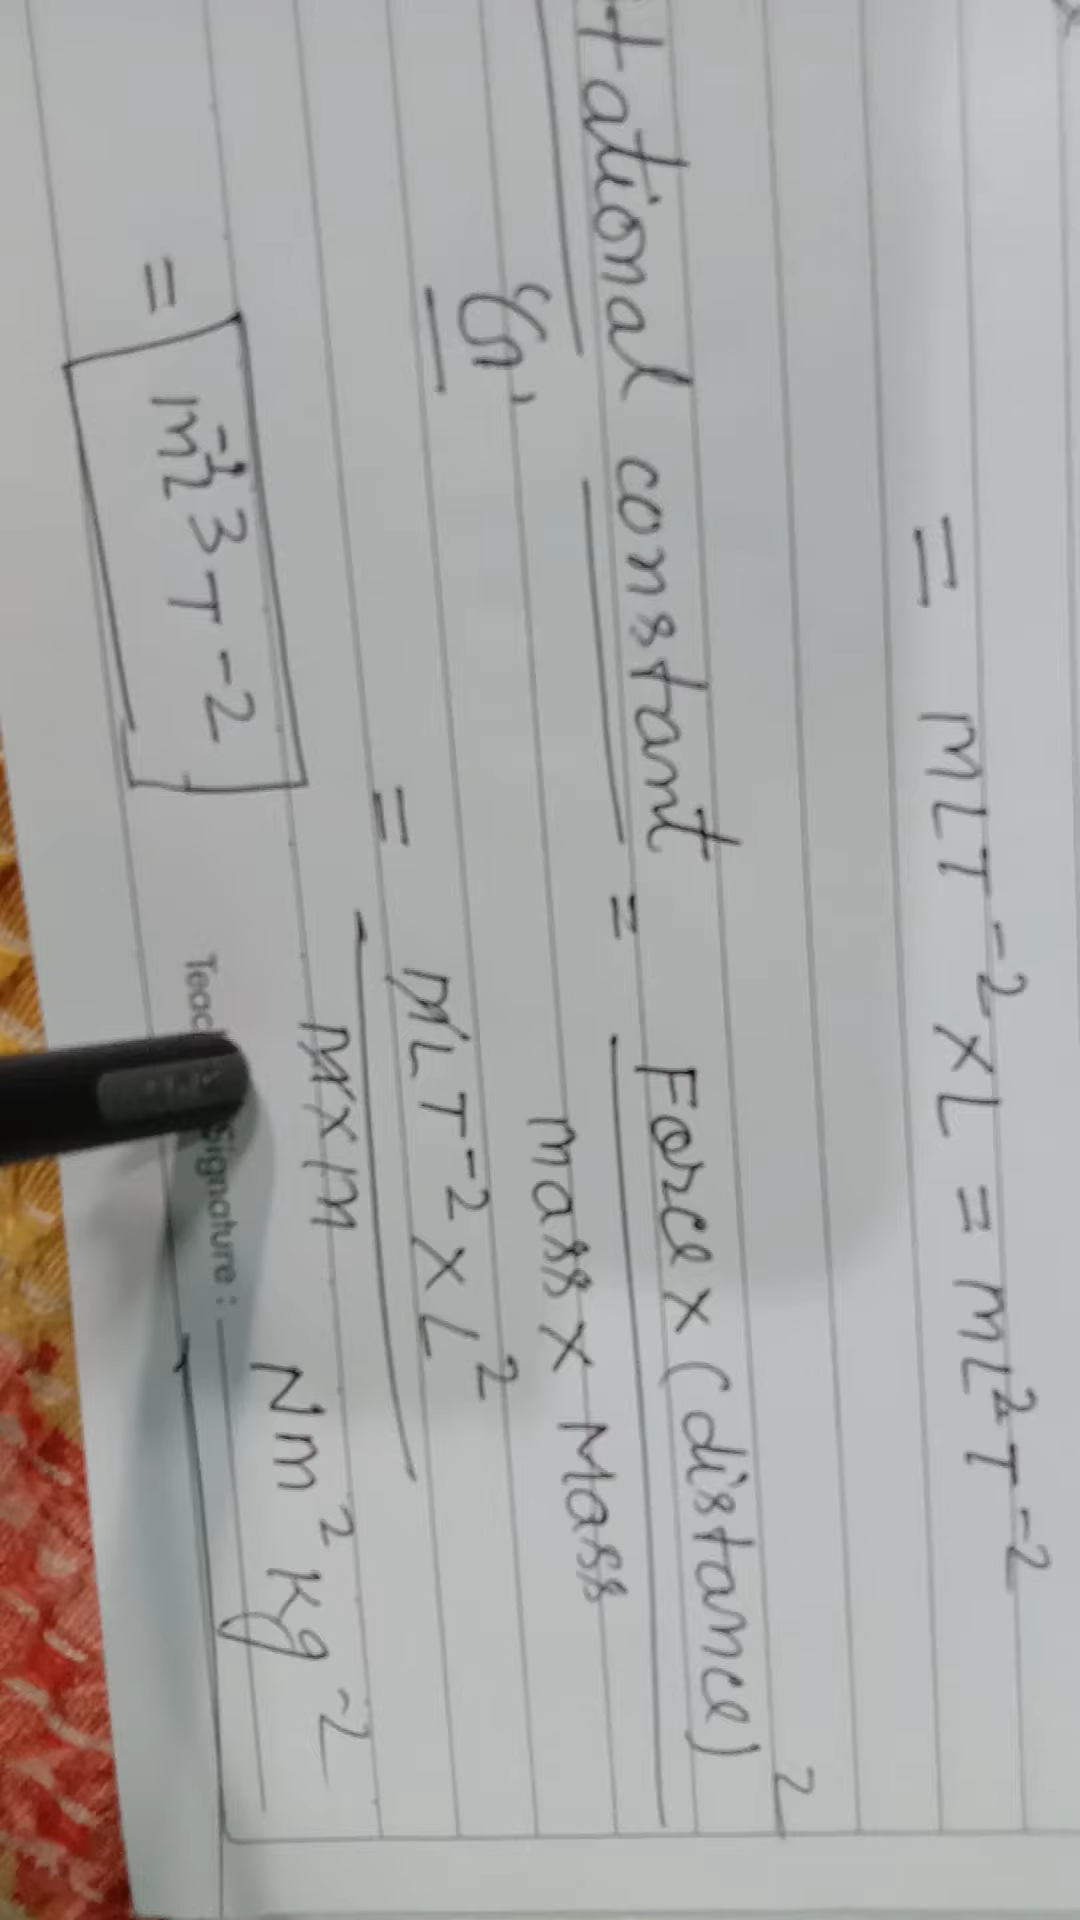 = MLT⁻² × L = ML²T⁻²
tational constant = Force × (distance)²
"G" mass × Mass
= MLT⁻² × L²
M × M
= M⁻¹L3T-2 Nm² kg⁻²
Signature :